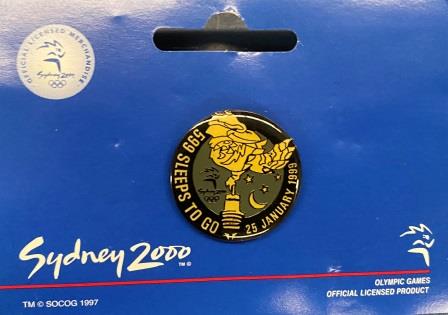 OFFICIAL LICENSED MERCHANDISE
Sydney 2000
599 SLEEPS TO GO
25 JANUARY 1999
Sydney 2000 TM ©
TM © SOCOG 1997
OLYMPIC GAMES
OFFICIAL LICENSED PRODUCT